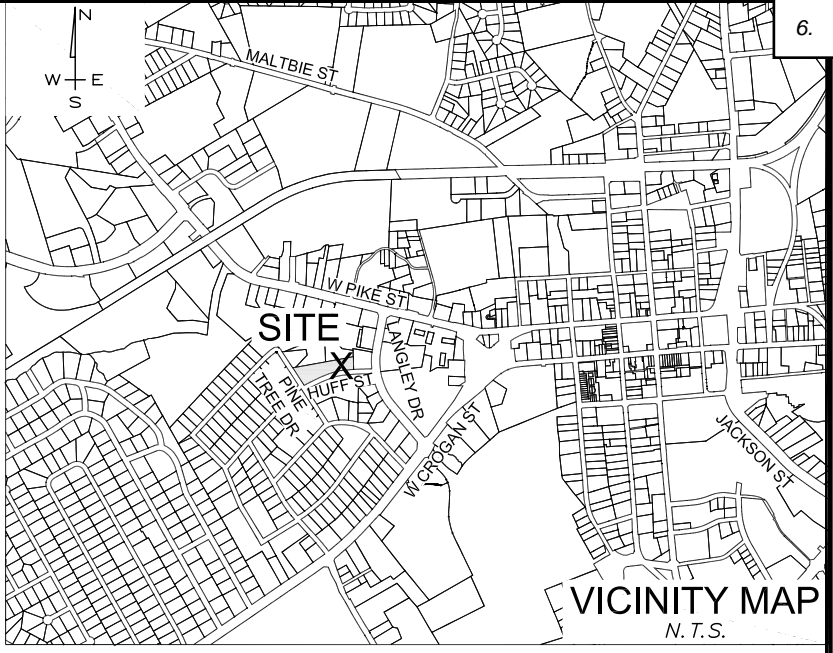 6.
N
W E
S
MALTBIE ST
W PIKE ST
SITE
X
LANGLEY DR
PINE
TREE DR
HUFF ST
W CROGAN ST
JACKSON ST
VICINITY MAP
N.T.S.